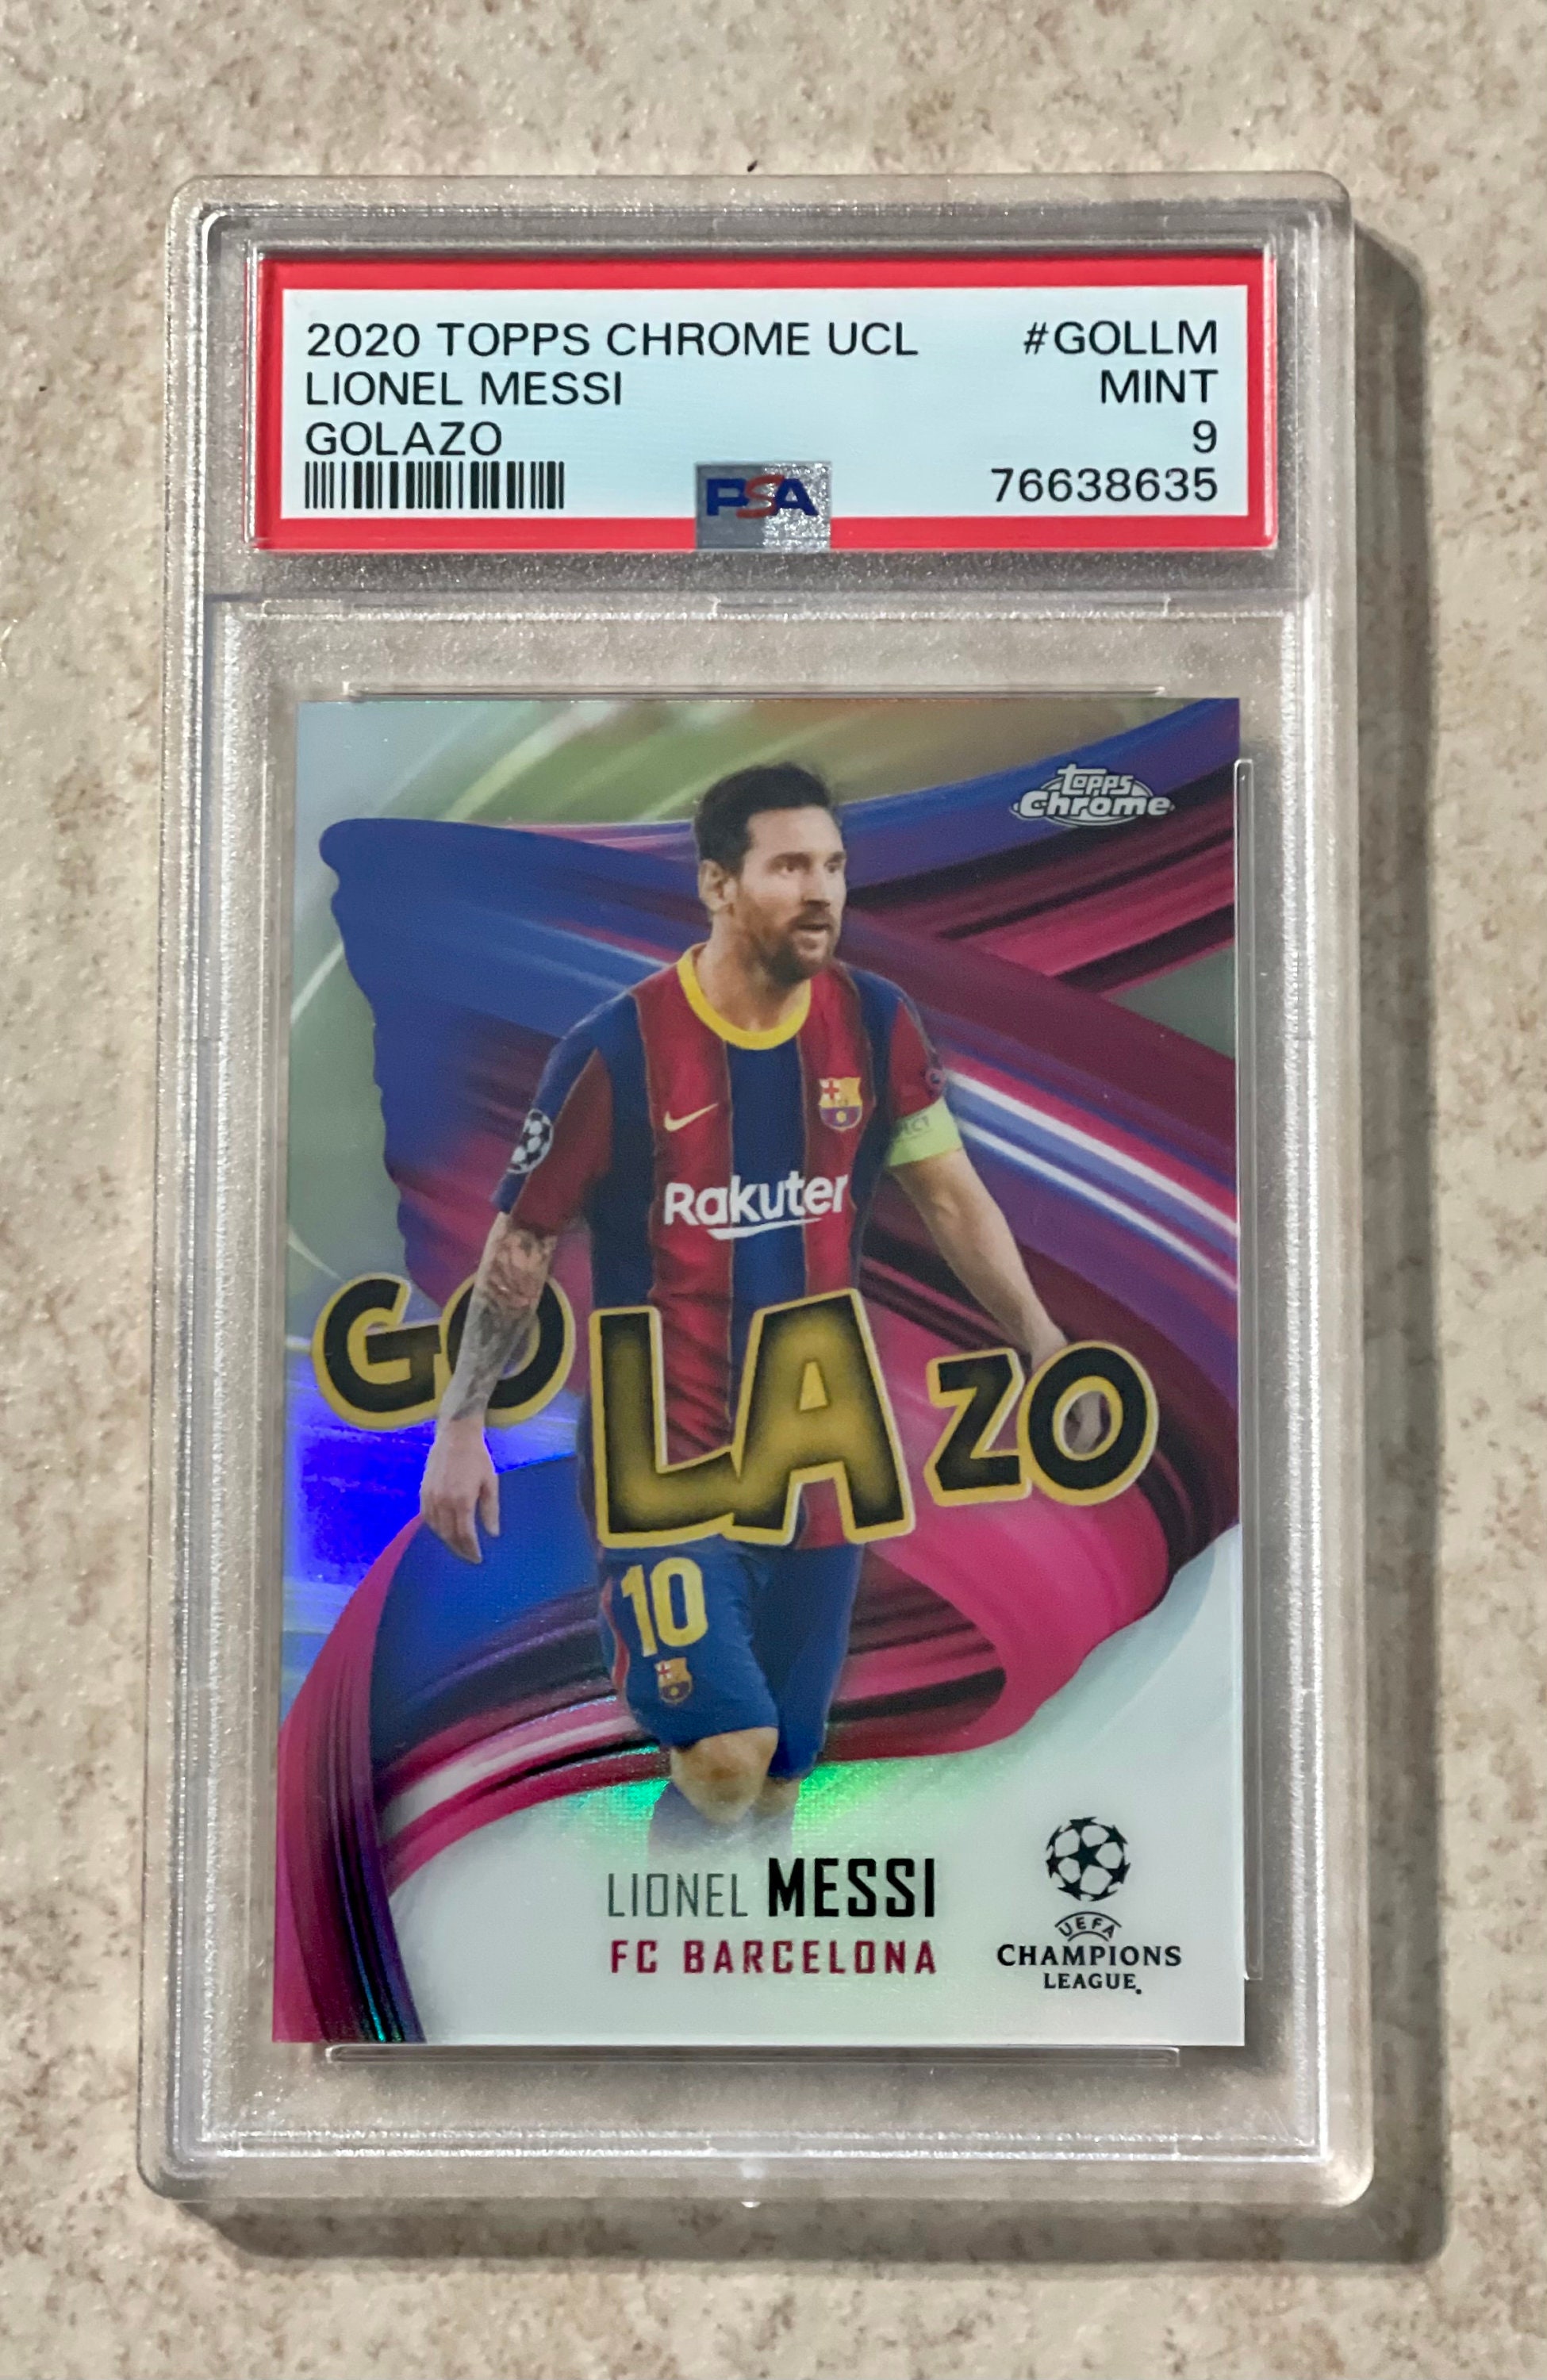 2020 TOPPS CHROME UCL #GOLLM
LIONEL MESSI MINT
GOLAZO 9
PSA 76638635
Topps
Chrome
Rakuten
GOLAZO
10
LIONEL MESSI
FC BARCELONA
UEFA
CHAMPIONS
LEAGUE.